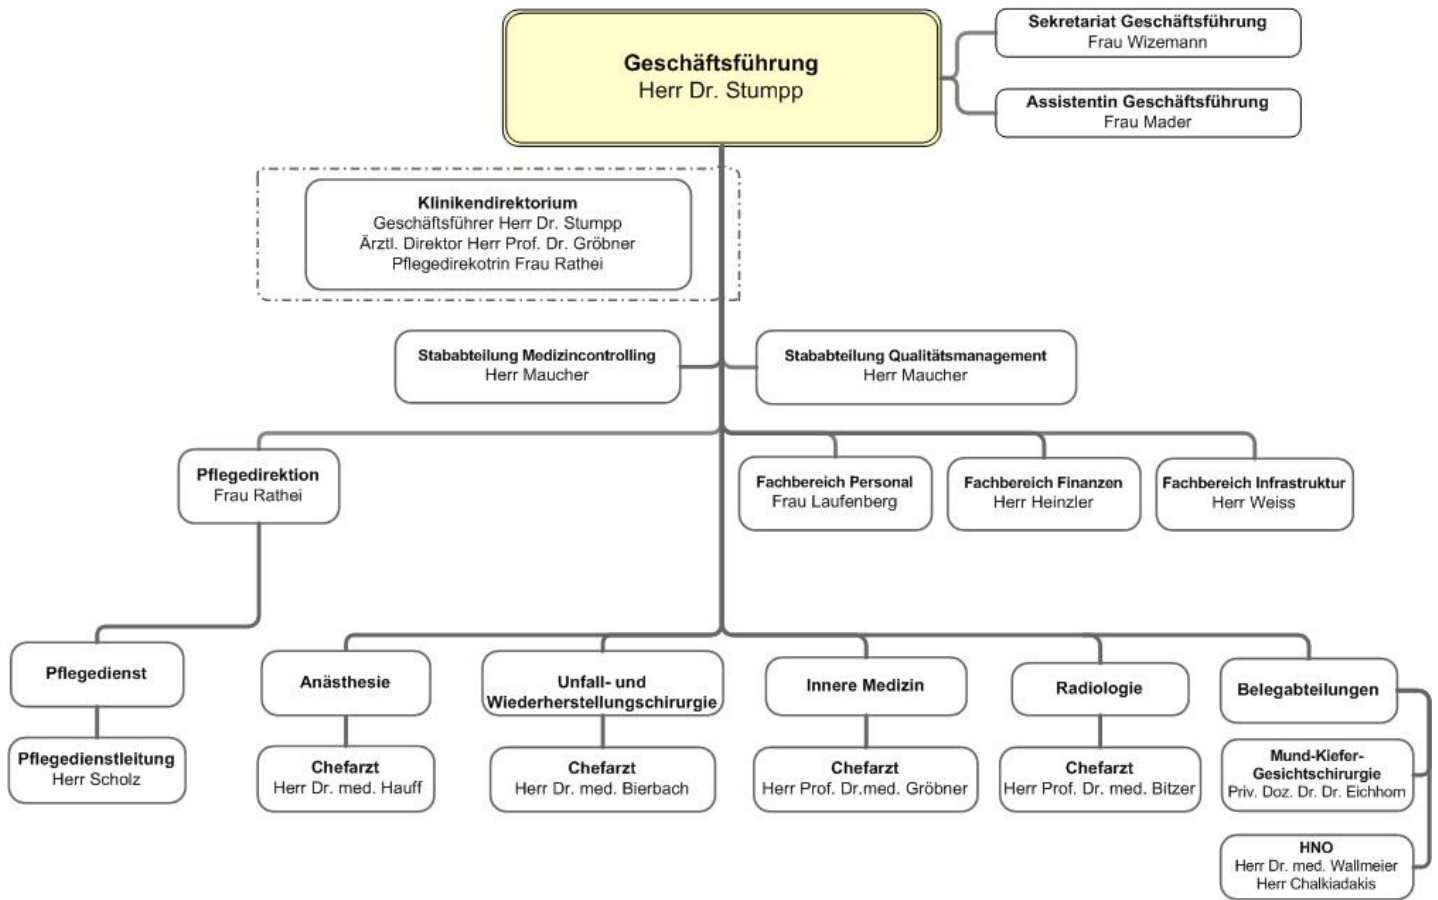 Geschäftsführung
Herr Dr. Stumpp
Sekretariat Geschäftsführung
Frau Wizemann
Assistentin Geschäftsführung
Frau Mader
Klinikendirektorium
Geschäftsführer Herr Dr. Stumpp
Ärztl. Direktor Herr Prof. Dr. Gröbner
Pflegedirekotrin Frau Rathei
Stababteilung Medizincontrolling
Herr Maucher
Stababteilung Qualitätsmanagement
Herr Maucher
Pflegedirektion
Frau Rathei
Fachbereich Personal
Frau Laufenberg
Fachbereich Finanzen
Herr Heinzler
Fachbereich Infrastruktur
Herr Weiss
Pflegedienst
Pflegedienstleitung
Herr Scholz
Anästhesie
Chefarzt
Herr Dr. med. Hauff
Unfall- und
Wiederherstellungschirurgie
Chefarzt
Herr Dr. med. Bierbach
Innere Medizin
Chefarzt
Herr Prof. Dr.med. Gröbner
Radiologie
Chefarzt
Herr Prof. Dr. med. Bitzer
Belegabteilungen
Mund-Kiefer-
Gesichtschirurgie
Priv. Doz. Dr. Dr. Eichhorn
HNO
Herr Dr. med. Wallmeier
Herr Chalkiadakis